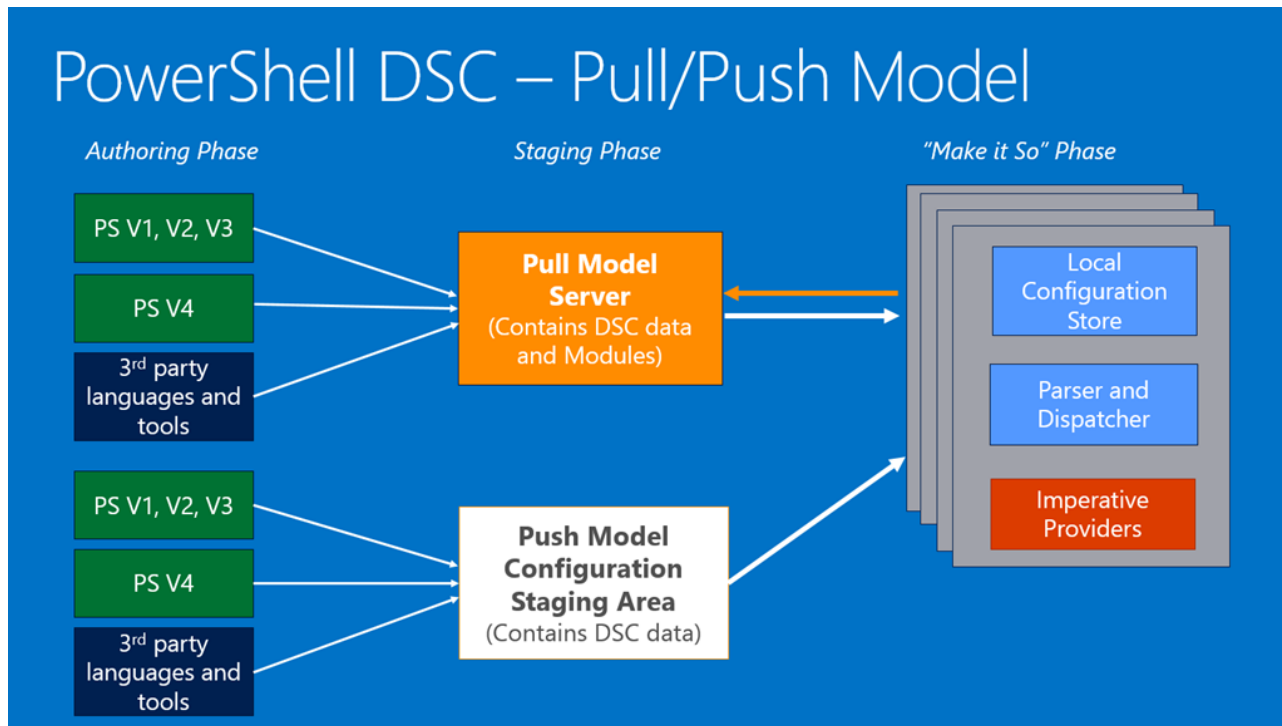 PowerShell DSC – Pull/Push Model
Authoring Phase
Staging Phase
“Make it So” Phase
PS V1, V2, V3
PS V4
3rd party
languages and
tools
Pull Model
Server
(Contains DSC data
and Modules)
Local
Configuration
Store
Parser and
Dispatcher
Imperative
Providers
PS V1, V2, V3
PS V4
3rd party
languages and
tools
Push Model
Configuration
Staging Area
(Contains DSC data)